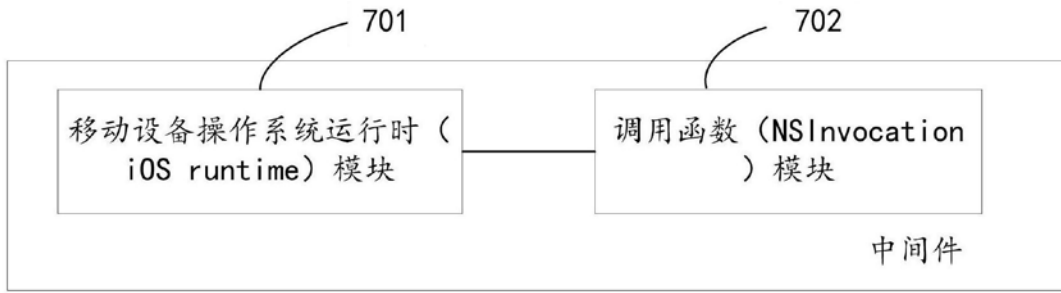 701
702
移动设备操作系统运行时（
iOS runtime）模块
调用函数（NSInvocation
）模块
中间件